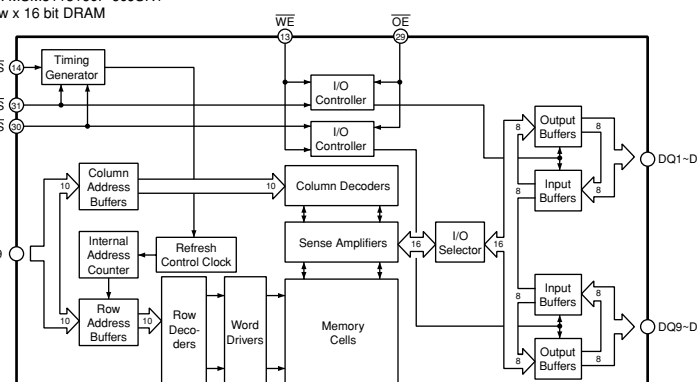 w x 16 bit DRAM
WE
OE
13
29
14
Timing
Generator
I/O
Controller
31
30
I/O
Controller
Output
Buffers
8
8
DQ1~D
Input
Buffers
8
8
Column
Address
Buffers
10
10
Column Decoders
Internal
Address
Counter
Refresh
Control Clock
Sense Amplifiers
16
I/O
Selector
16
9
Row
Address
Buffers
10
10
Row
Deco-
ders
Word
Drivers
Memory
Cells
Input
Buffers
8
8
DQ9~D
Output
Buffers
8
8